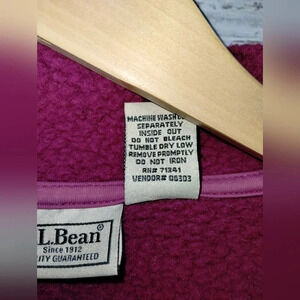 MACHINE WASH
SEPARATELY
INSIDE OUT
DO NOT BLEACH
TUMBLE DRY LOW
REMOVE PROMPTLY
DO NOT IRON
RN# 71341
VENDOR# 06303
L.Bean®
Since 1912
ITY GUARANTEED